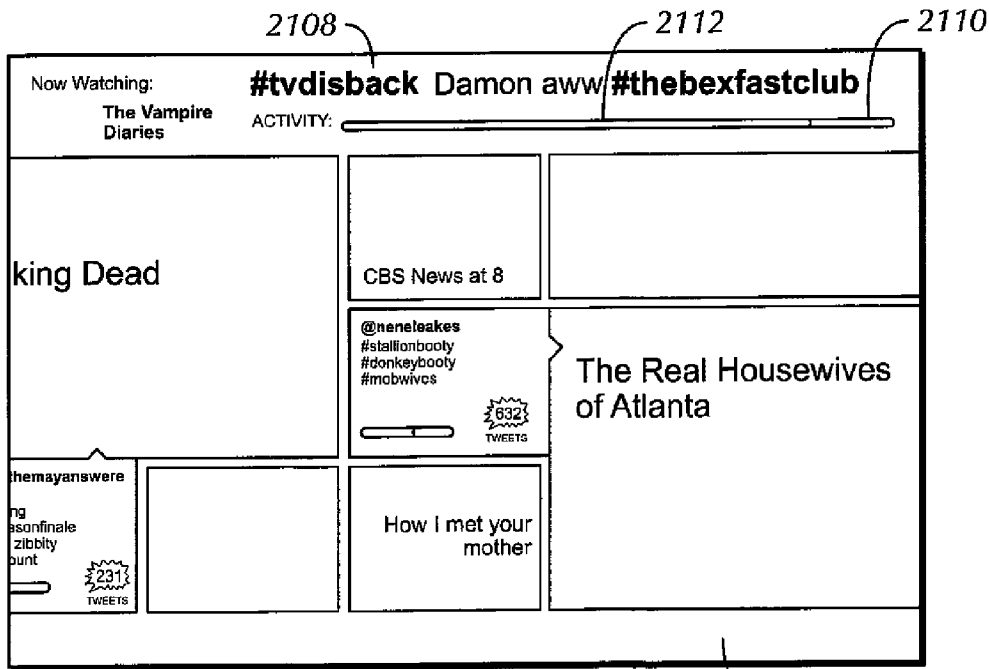 2108
2112
2110
Now Watching:
The Vampire
Diaries
#tvdisback Damon aww #thebexfastclub
ACTIVITY:
king Dead
CBS News at 8
@neneleakes
#stallionbooty
#donkeybooty
#mobwives
632
TWEETS
The Real Housewives
of Atlanta
themayanswere
ng
asonfinale
zibbity
ount
231
TWEETS
How I met your
mother